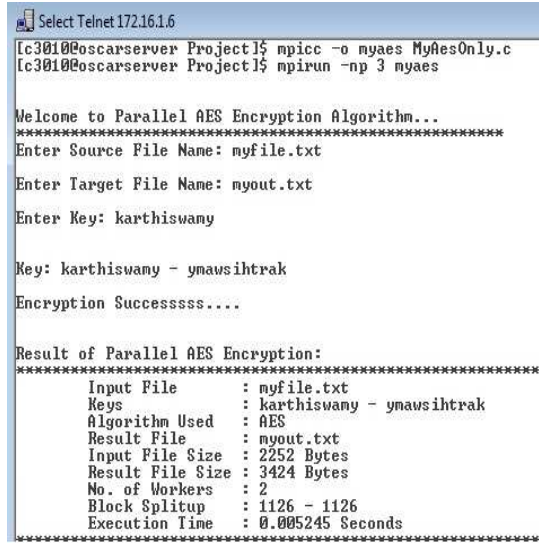 Select Telnet 172.16.1.6
[c3010@oscarserver Project]$ mpicc -o myaes MyAesOnly.c
[c3010@oscarserver Project]$ mpirun -np 3 myaes
Welcome to Parallel AES Encryption Algorithm...
******************************************************
Enter Source File Name: myfile.txt
Enter Target File Name: myout.txt
Enter Key: karthiswamy
Key: karthiswamy - ymawsihtrak
Encryption Successssss....
Result of Parallel AES Encryption:
**********************************************************
Input File : myfile.txt
Keys : karthiswamy - ymawsihtrak
Algorithm Used : AES
Result File : myout.txt
Input File Size : 2252 Bytes
Result File Size : 3424 Bytes
No. of Workers : 2
Block Splitup : 1126 - 1126
Execution Time : 0.005245 Seconds
**********************************************************